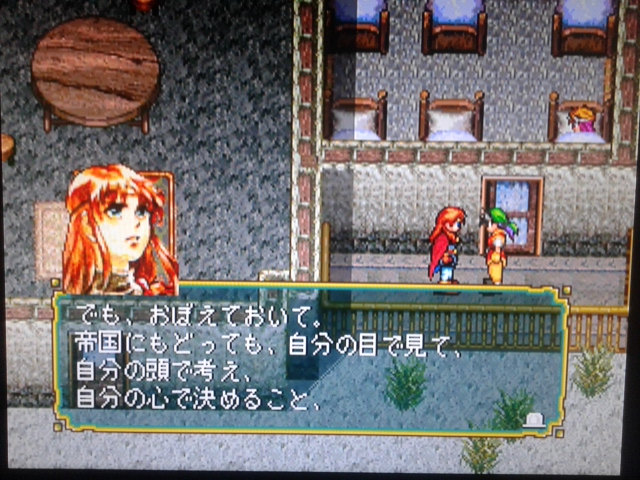 でも、おぼえておいて。
帝国にもどっても、自分の目で見て、
自分の頭で考え、
自分の心で決めること、